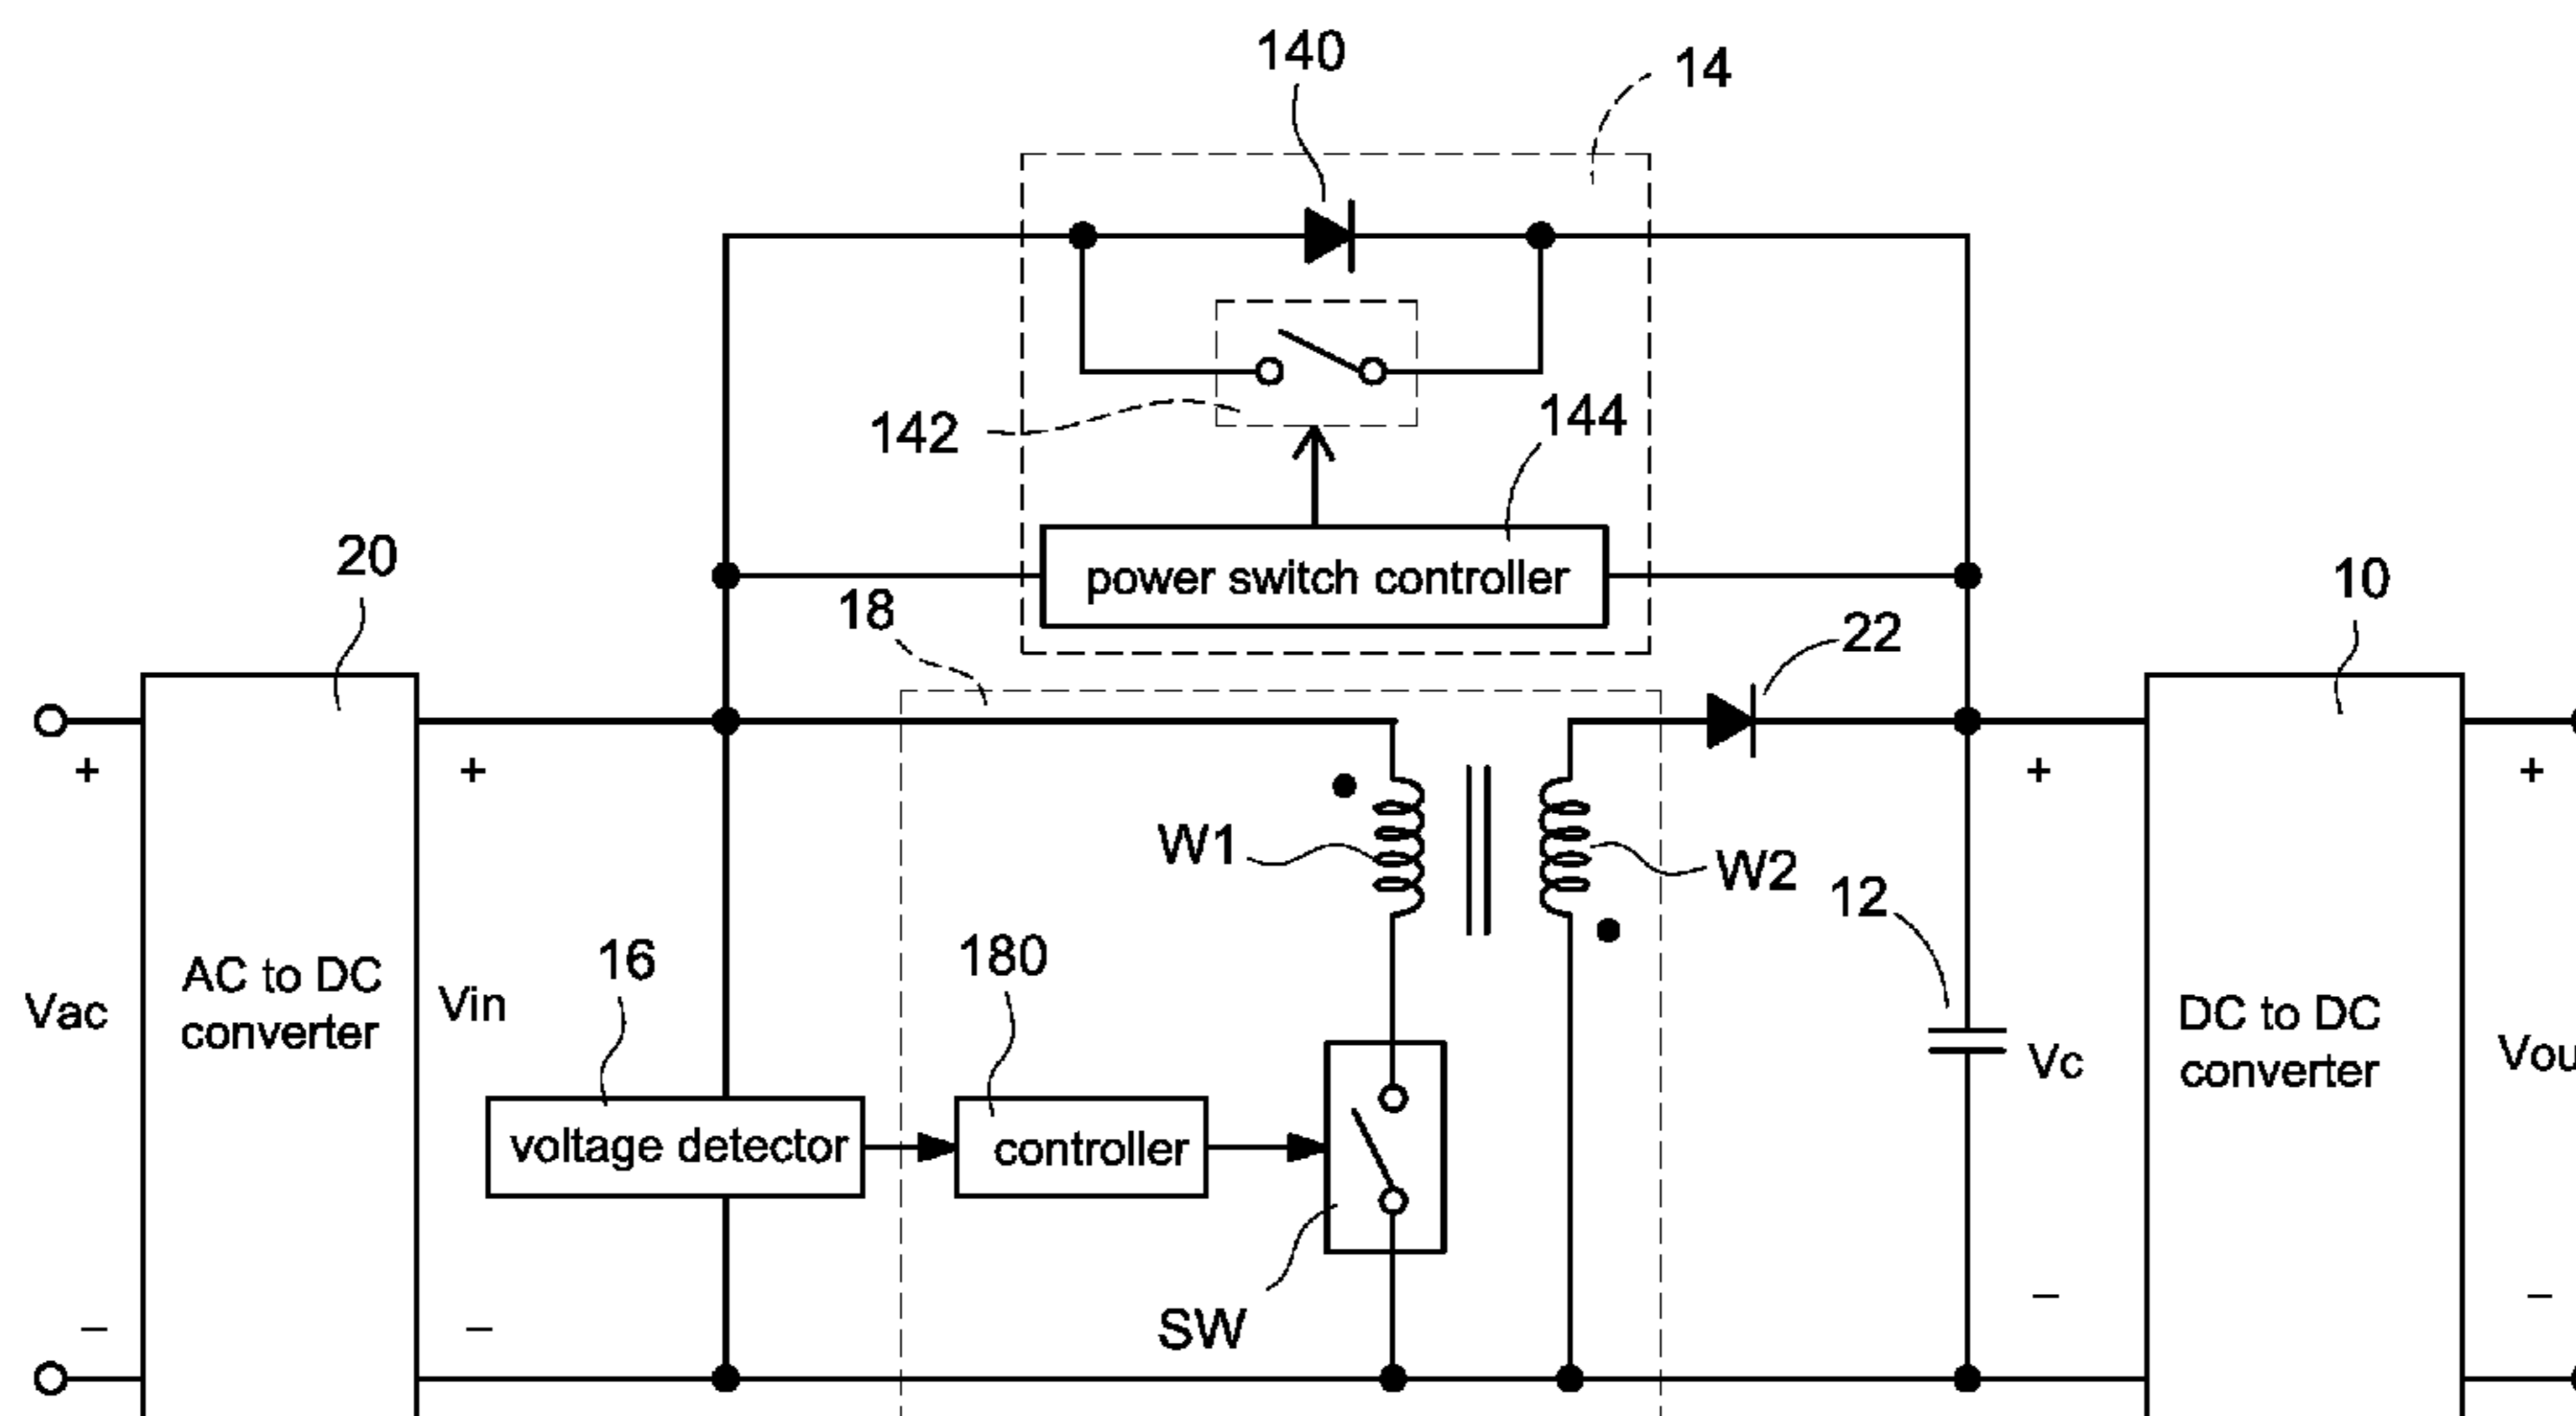 140
14
142
144
20
power switch controller
10
18
22
+
+
+
+
W1
W2
12
16
180
AC to DC
converter
Vac
Vin
DC to DC
converter
Vc
Vou
voltage detector
controller
SW
−
−
−
−